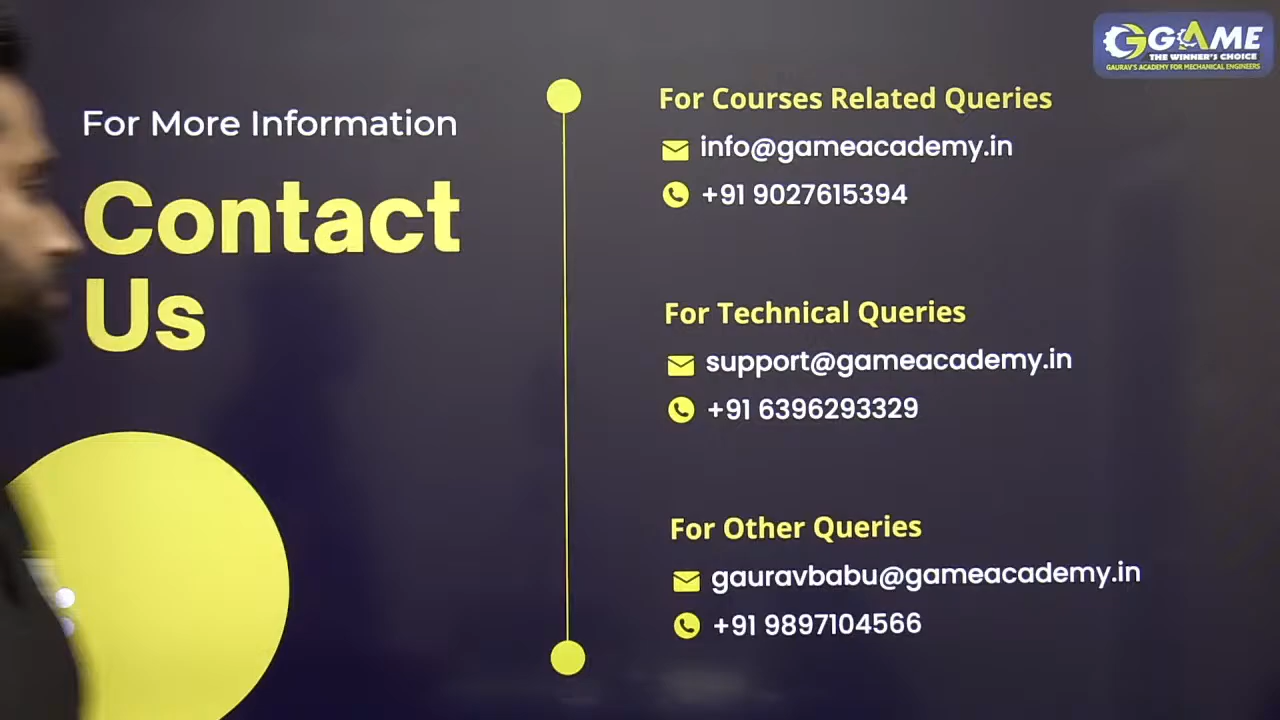 GGAME
THE WINNER'S CHOICE
GAURAV'S ACADEMY FOR MECHANICAL ENGINEERS
For More Information
Contact
Us
For Courses Related Queries
info@gameacademy.in
+91 9027615394
For Technical Queries
support@gameacademy.in
+91 6396293329
For Other Queries
gauravbabu@gameacademy.in
+91 9897104566